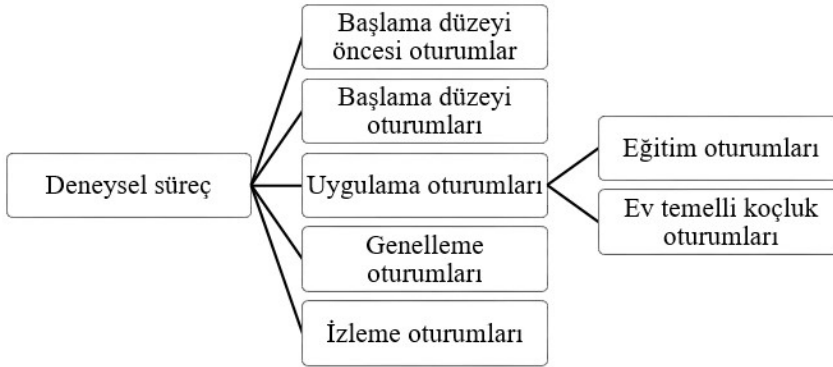 Başlama düzeyi
öncesi oturumlar
Başlama düzeyi
oturumları
Deneysel süreç
Uygulama oturumları
Eğitim oturumları
Ev temelli koçluk
oturumları
Genelleme
oturumları
İzleme oturumları